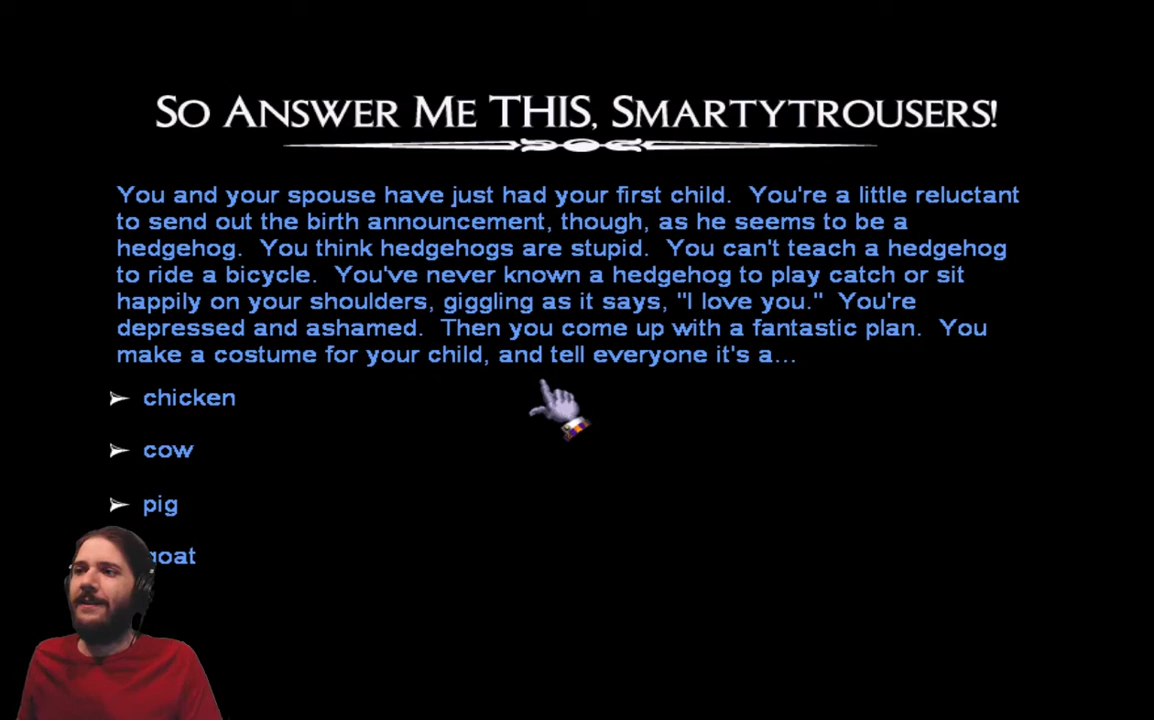 So Answer Me THIS, Smartytrousers!
You and your spouse have just had your first child. You're a little reluctant
to send out the birth announcement, though, as he seems to be a
hedgehog. You think hedgehogs are stupid. You can't teach a hedgehog
to ride a bicycle. You've never known a hedgehog to play catch or sit
happily on your shoulders, giggling as it says, "I love you." You're
depressed and ashamed. Then you come up with a fantastic plan. You
make a costume for your child, and tell everyone it's a...
chicken
cow
pig
goat